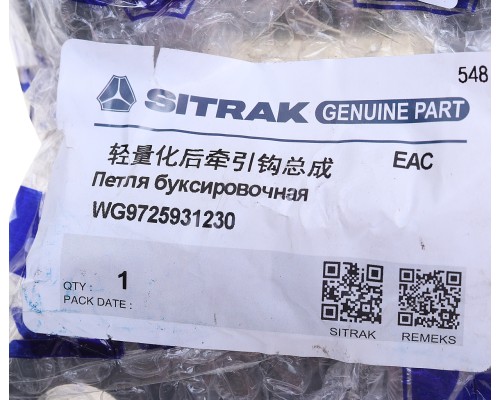 548
SITRAK GENUINE PART
轻量化后牵引钩总成 EAC
Петля буксировочная
WG9725931230
QTY : 1
PACK DATE :
SITRAK REMEKS